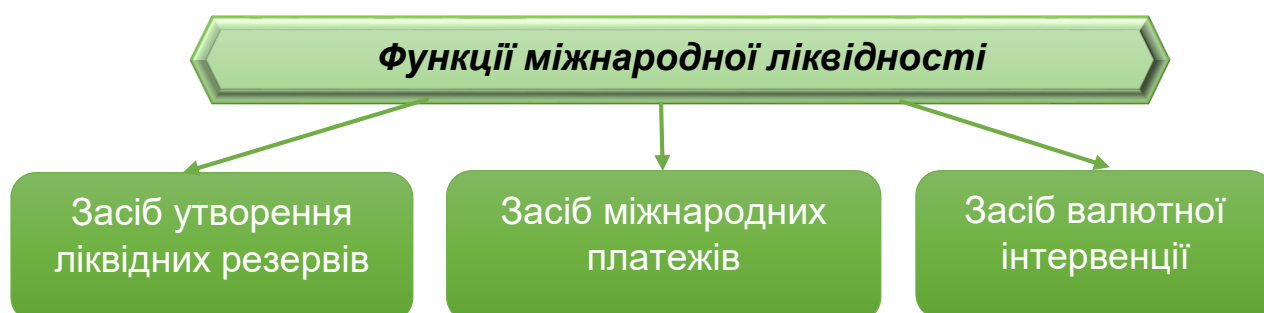 Функції міжнародної ліквідності
Засіб утворення
ліквідних резервів
Засіб міжнародних
платежів
Засіб валютної
інтервенції